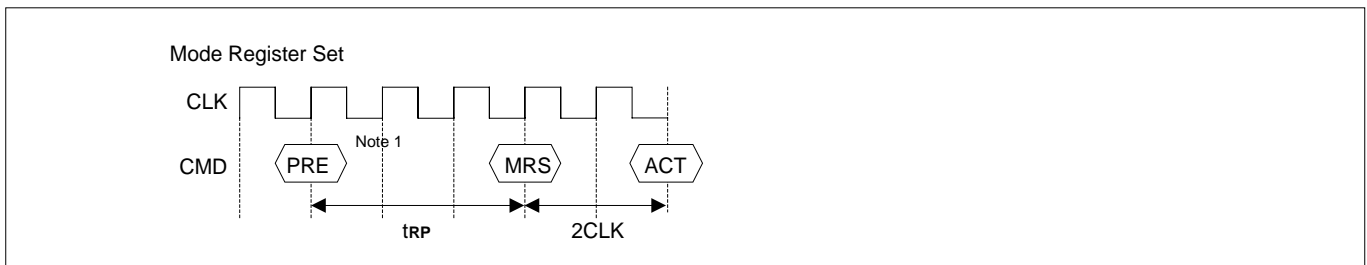 Mode Register Set
CLK
Note 1
CMD PRE MRS ACT
tRP 2CLK